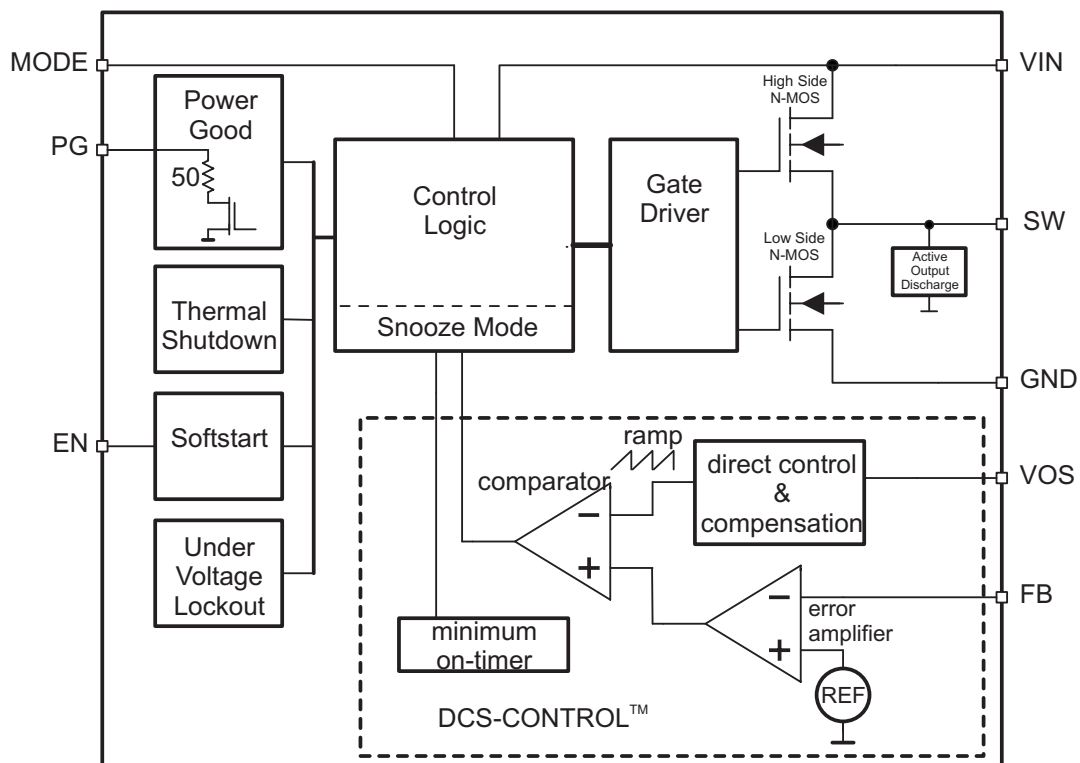 MODE
VIN
High Side
N-MOS
Power
Good
PG
50
Control
Logic
Gate
Driver
SW
Low Side
N-MOS
Active
Output
Discharge
Thermal
Shutdown
Snooze Mode
GND
EN
Softstart
ramp
comparator
direct control
&
compensation
VOS
–
+
Under
Voltage
Lockout
FB
–
error
amplifier
+
minimum
on-timer
REF
DCS-CONTROL™